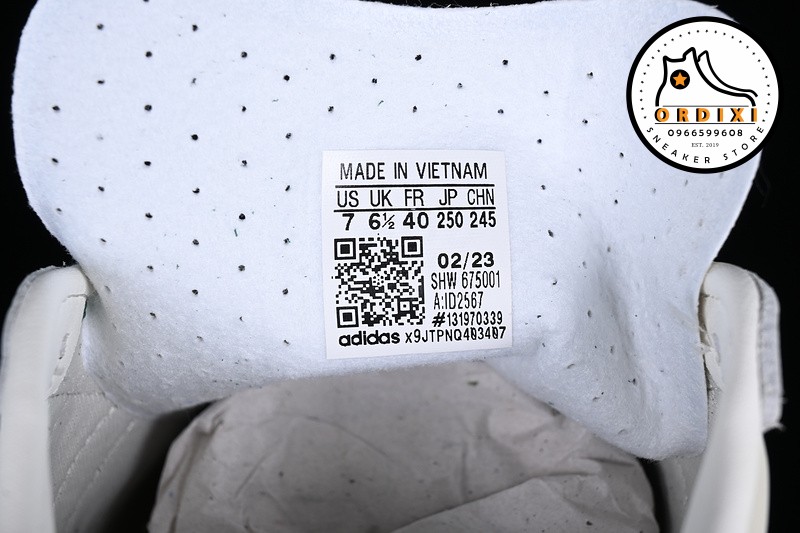 ORDIXI
0966599608
EST. 2019
SNEAKER STORE
MADE IN VIETNAM
US UK FR JP CHN
7 6½ 40 250 245
02/23
SHW 675001
A:ID2567
#131970339
adidas x9JTPNQ403407